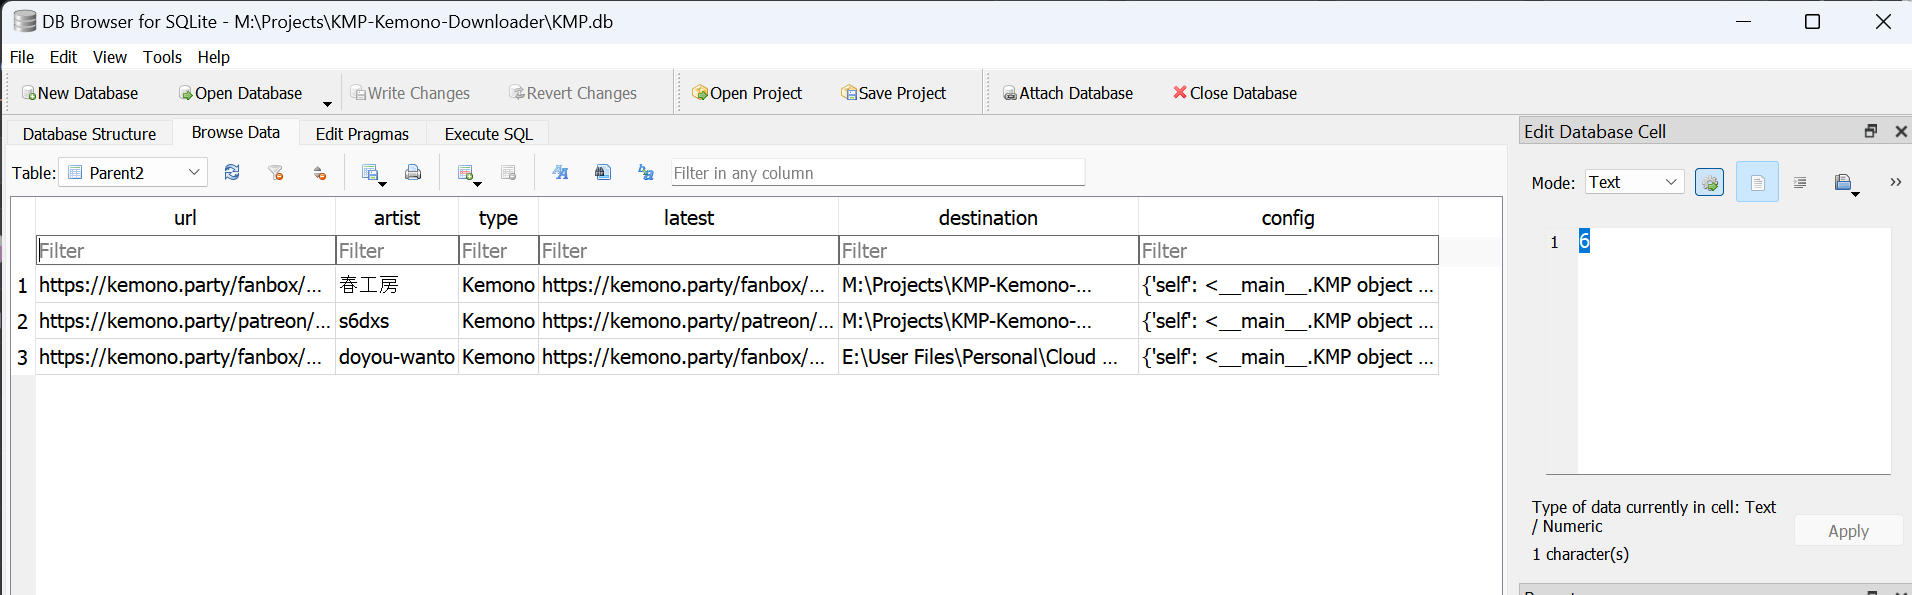 DB Browser for SQLite - M:\Projects\KMP-Kemono-Downloader\KMP.db
File Edit View Tools Help
New Database Open Database Write Changes Revert Changes Open Project Save Project Attach Database Close Database
Database Structure Browse Data Edit Pragmas Execute SQL
Table: Parent2 Filter in any column
url artist type latest destination config
Filter Filter Filter Filter Filter Filter
1 https://kemono.party/fanbox/... 春工房 Kemono https://kemono.party/fanbox/... M:\Projects\KMP-Kemono-... {'self': <__main__.KMP object ...
2 https://kemono.party/patreon/... s6dxs Kemono https://kemono.party/patreon/... M:\Projects\KMP-Kemono-... {'self': <__main__.KMP object ...
3 https://kemono.party/fanbox/... doyou-wanto Kemono https://kemono.party/fanbox/... E:\User Files\Personal\Cloud ... {'self': <__main__.KMP object ...
Edit Database Cell
Mode: Text
1 6
Type of data currently in cell: Text
/ Numeric
1 character(s)
Apply